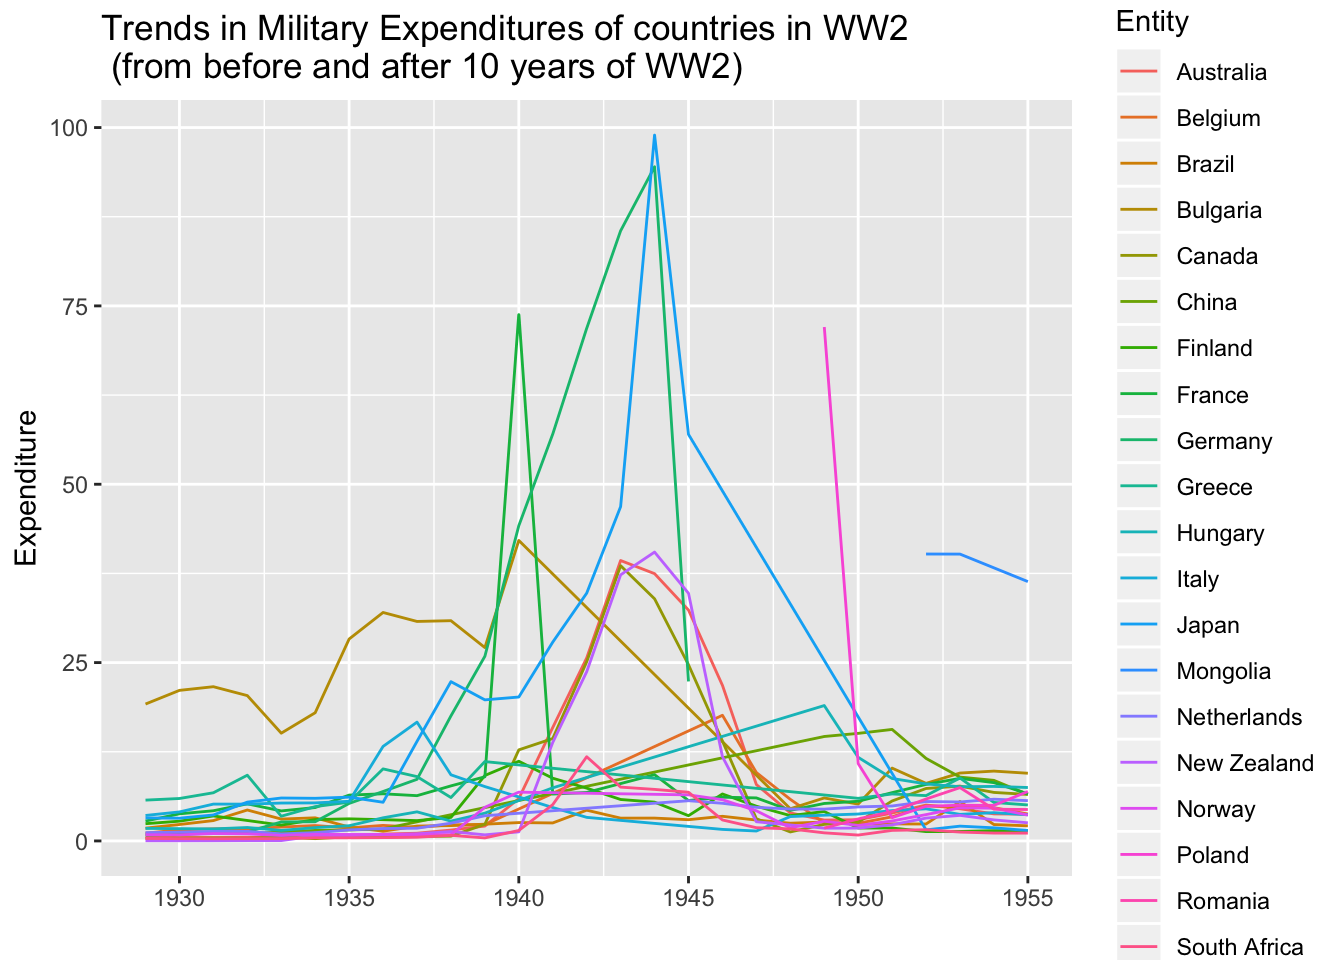 Trends in Military Expenditures of countries in WW2
(from before and after 10 years of WW2)
Expenditure
100
75
50
25
0
1930
1935
1940
1945
1950
1955
Entity
Australia
Belgium
Brazil
Bulgaria
Canada
China
Finland
France
Germany
Greece
Hungary
Italy
Japan
Mongolia
Netherlands
New Zealand
Norway
Poland
Romania
South Africa